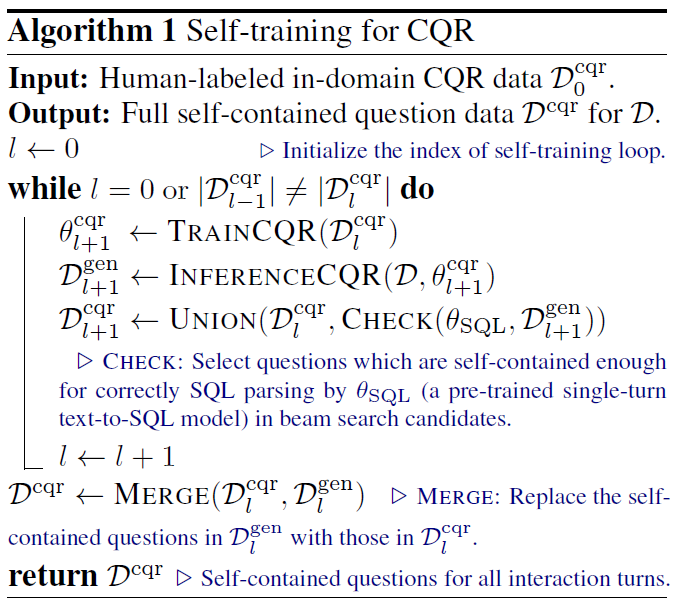 Algorithm 1 Self-training for CQR
Input: Human-labeled in-domain CQR data $\mathcal{D}_0^{\text{cqr}}$.
Output: Full self-contained question data $\mathcal{D}^{\text{cqr}}$ for $\mathcal{D}$.
$l \leftarrow 0$ ▷ Initialize the index of self-training loop.
while $l = 0$ or $|\mathcal{D}_{l-1}^{\text{cqr}}| \neq |\mathcal{D}_l^{\text{cqr}}|$ do
$\theta_{l+1}^{\text{cqr}} \leftarrow$ TRAINCQR($\mathcal{D}_l^{\text{cqr}}$)
$\mathcal{D}_{l+1}^{\text{gen}} \leftarrow$ INFERENCECQR($\mathcal{D}, \theta_{l+1}^{\text{cqr}}$)
$\mathcal{D}_{l+1}^{\text{cqr}} \leftarrow$ UNION($\mathcal{D}_l^{\text{cqr}}$, CHECK($\theta_{\text{SQL}}, \mathcal{D}_{l+1}^{\text{gen}}$))
▷ CHECK: Select questions which are self-contained enough
for correctly SQL parsing by $\theta_{\text{SQL}}$ (a pre-trained single-turn
text-to-SQL model) in beam search candidates.
$l \leftarrow l + 1$
$\mathcal{D}^{\text{cqr}} \leftarrow$ MERGE($\mathcal{D}_l^{\text{cqr}}, \mathcal{D}_l^{\text{gen}}$) ▷ MERGE: Replace the self-
contained questions in $\mathcal{D}_l^{\text{gen}}$ with those in $\mathcal{D}_l^{\text{cqr}}$.
return $\mathcal{D}^{\text{cqr}}$ ▷ Self-contained questions for all interaction turns.